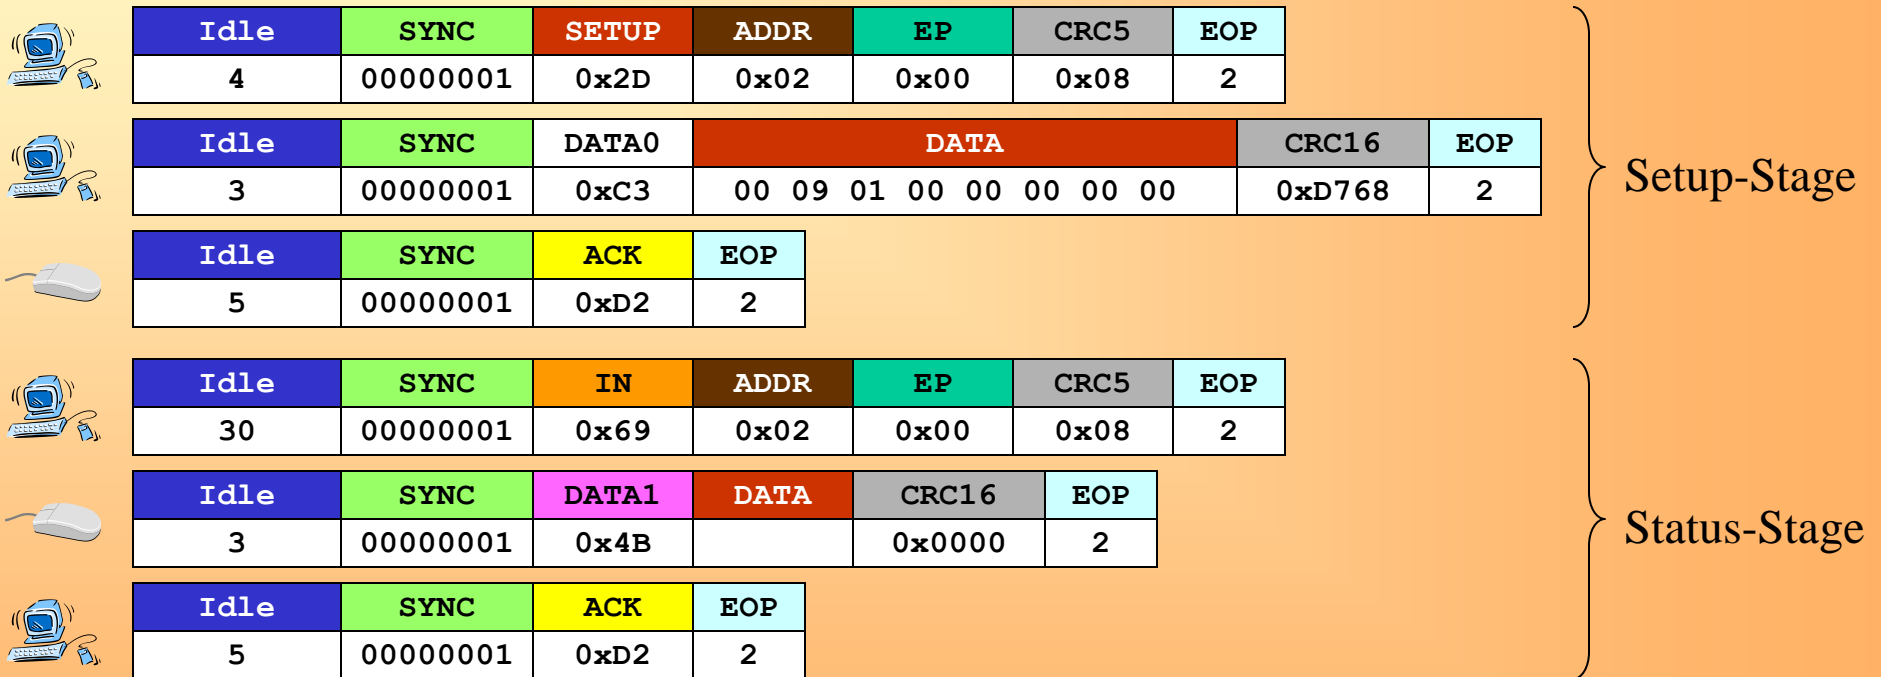 Idle SYNC SETUP ADDR EP CRC5 EOP
4 00000001 0x2D 0x02 0x00 0x08 2
Idle SYNC DATA0 DATA CRC16 EOP
3 00000001 0xC3 00 09 01 00 00 00 00 00 0xD768 2
Setup-Stage
Idle SYNC ACK EOP
5 00000001 0xD2 2
Idle SYNC IN ADDR EP CRC5 EOP
30 00000001 0x69 0x02 0x00 0x08 2
Idle SYNC DATA1 DATA CRC16 EOP
3 00000001 0x4B 0x0000 2
Status-Stage
Idle SYNC ACK EOP
5 00000001 0xD2 2